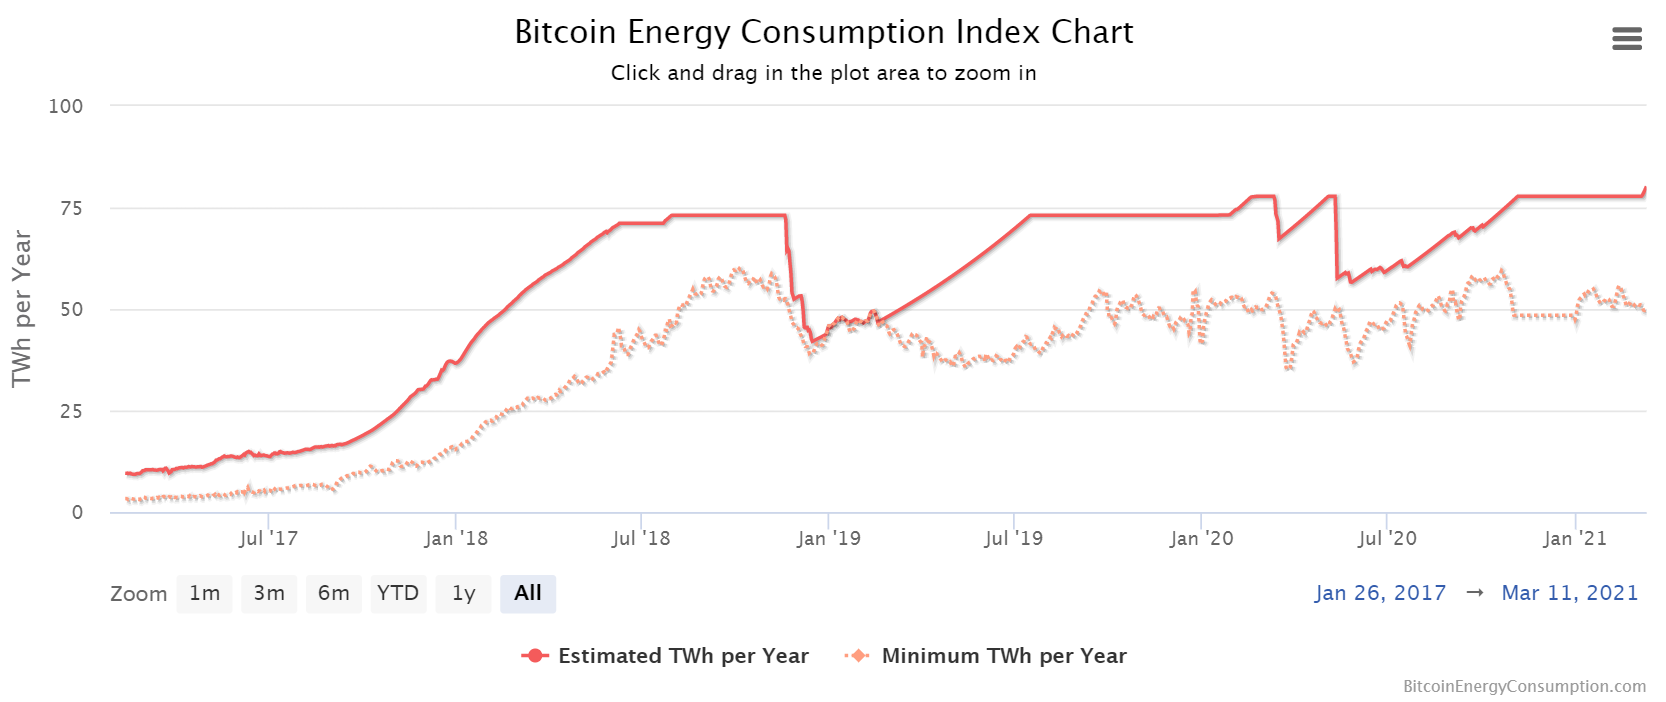 Bitcoin Energy Consumption Index Chart
Click and drag in the plot area to zoom in
TWh per Year
100
75
50
25
0
Jul '17 Jan '18 Jul '18 Jan '19 Jul '19 Jan '20 Jul '20 Jan '21
Zoom 1m 3m 6m YTD 1y All Jan 26, 2017 → Mar 11, 2021
Estimated TWh per Year Minimum TWh per Year
BitcoinEnergyConsumption.com